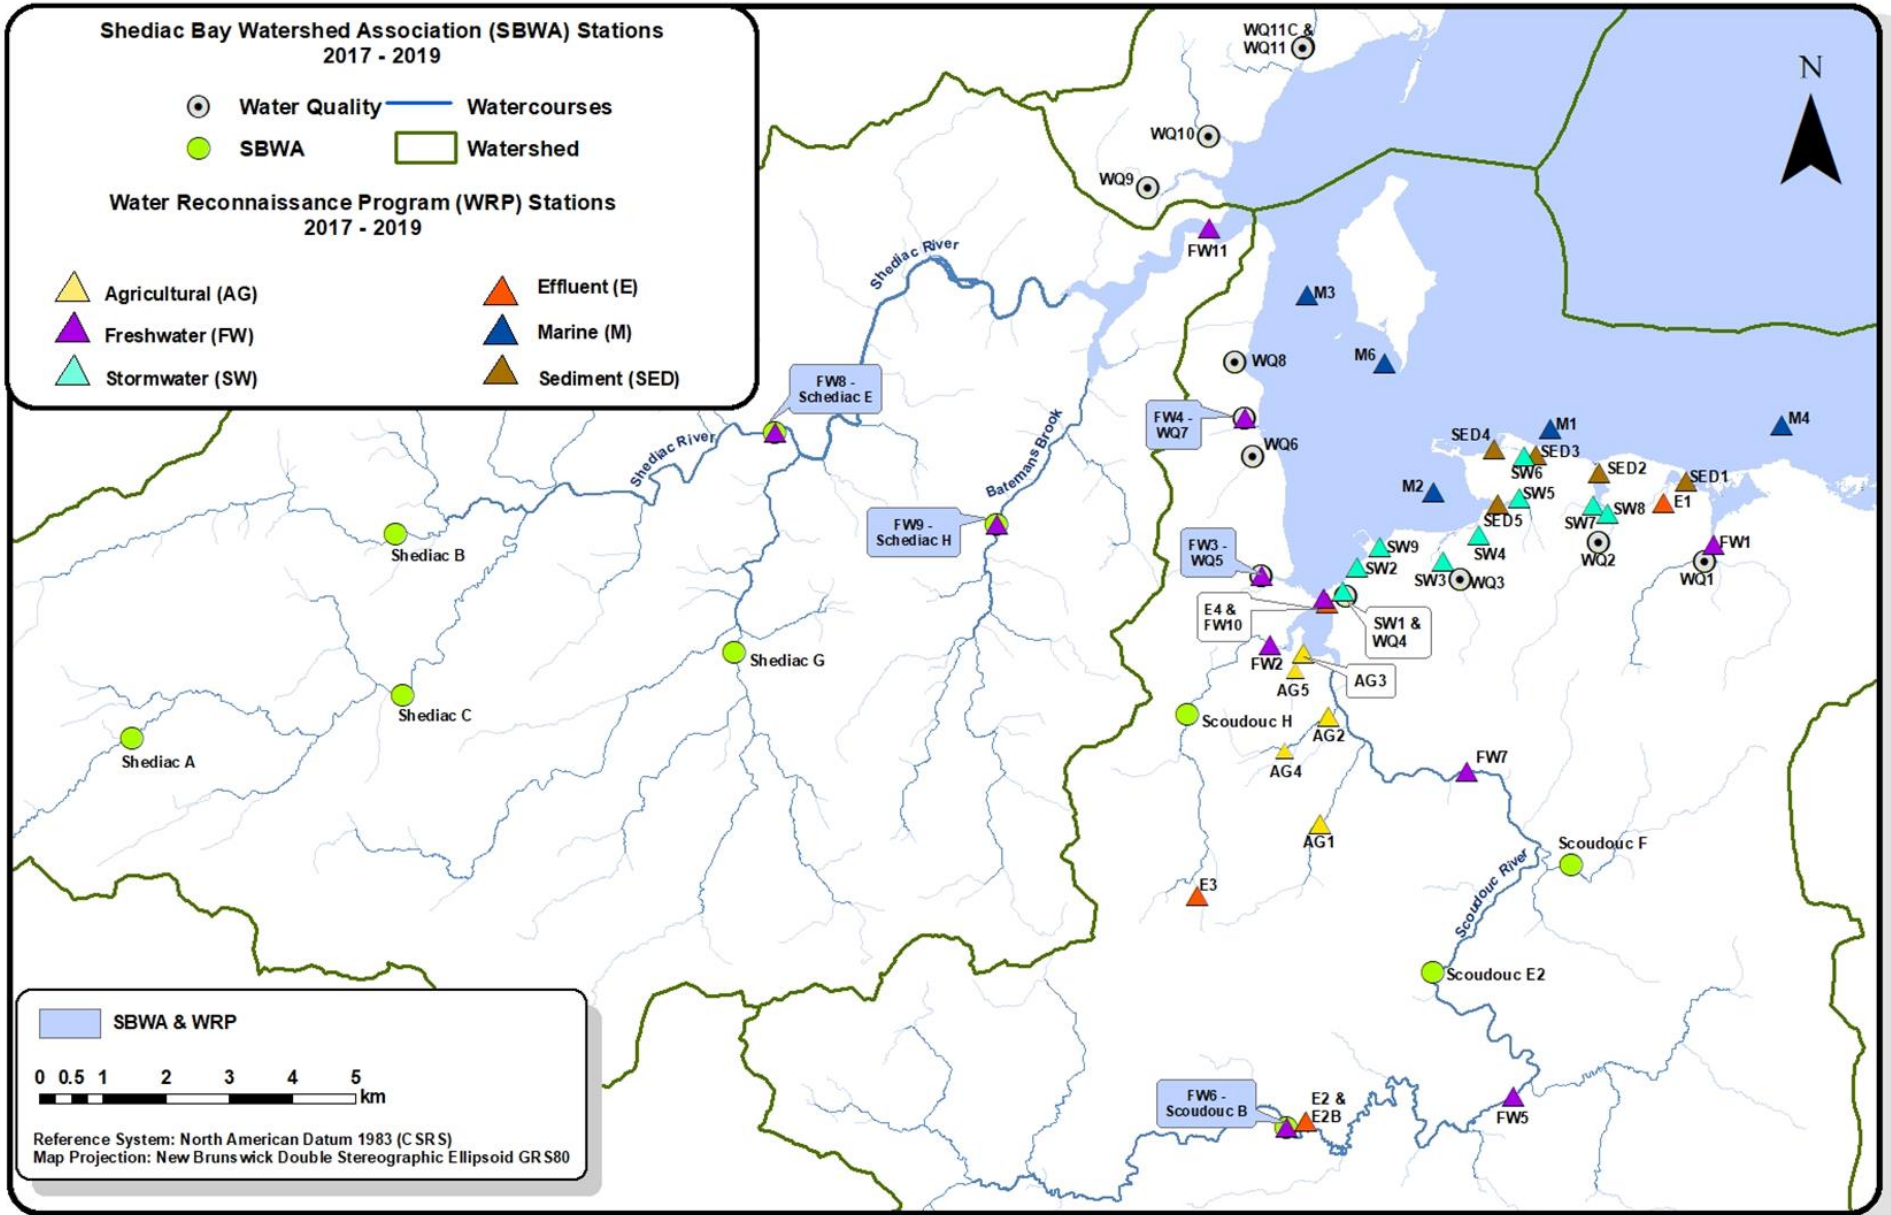 Shediac Bay Watershed Association (SBWA) Stations
2017 - 2019
Water Quality
Watercourses
SBWA
Watershed
Water Reconnaissance Program (WRP) Stations
2017 - 2019
Agricultural (AG)
Effluent (E)
Freshwater (FW)
Marine (M)
Stormwater (SW)
Sediment (SED)
N
WQ11C &
WQ11
WQ10
WQ9
FW11
Shediac River
M3
M6
WQ8
FW8 -
Schediac E
FW4 -
WQ7
WQ6
M1
M4
SED4
SED3
SW6
SED2
SED1
M2
SW5
SED5
SW7
SW8
E1
Shediac River
Batemans Brook
FW9 -
Schediac H
FW3 -
WQ5
SW9
SW2
SW4
SW3
WQ3
WQ2
FW1
WQ1
Shediac B
E4 &
FW10
SW1 &
WQ4
FW2
AG5
AG3
Shediac G
Shediac C
Shediac A
Scoudouc H
AG2
AG4
FW7
AG1
Scoudouc F
Scoudouc River
E3
Scoudouc E2
FW6 -
Scoudouc B
E2 &
E2B
FW5
SBWA & WRP
0 0.5 1 2 3 4 5
km
Reference System: North American Datum 1983 (CSRS)
Map Projection: New Brunswick Double Stereographic Ellipsoid GRS80